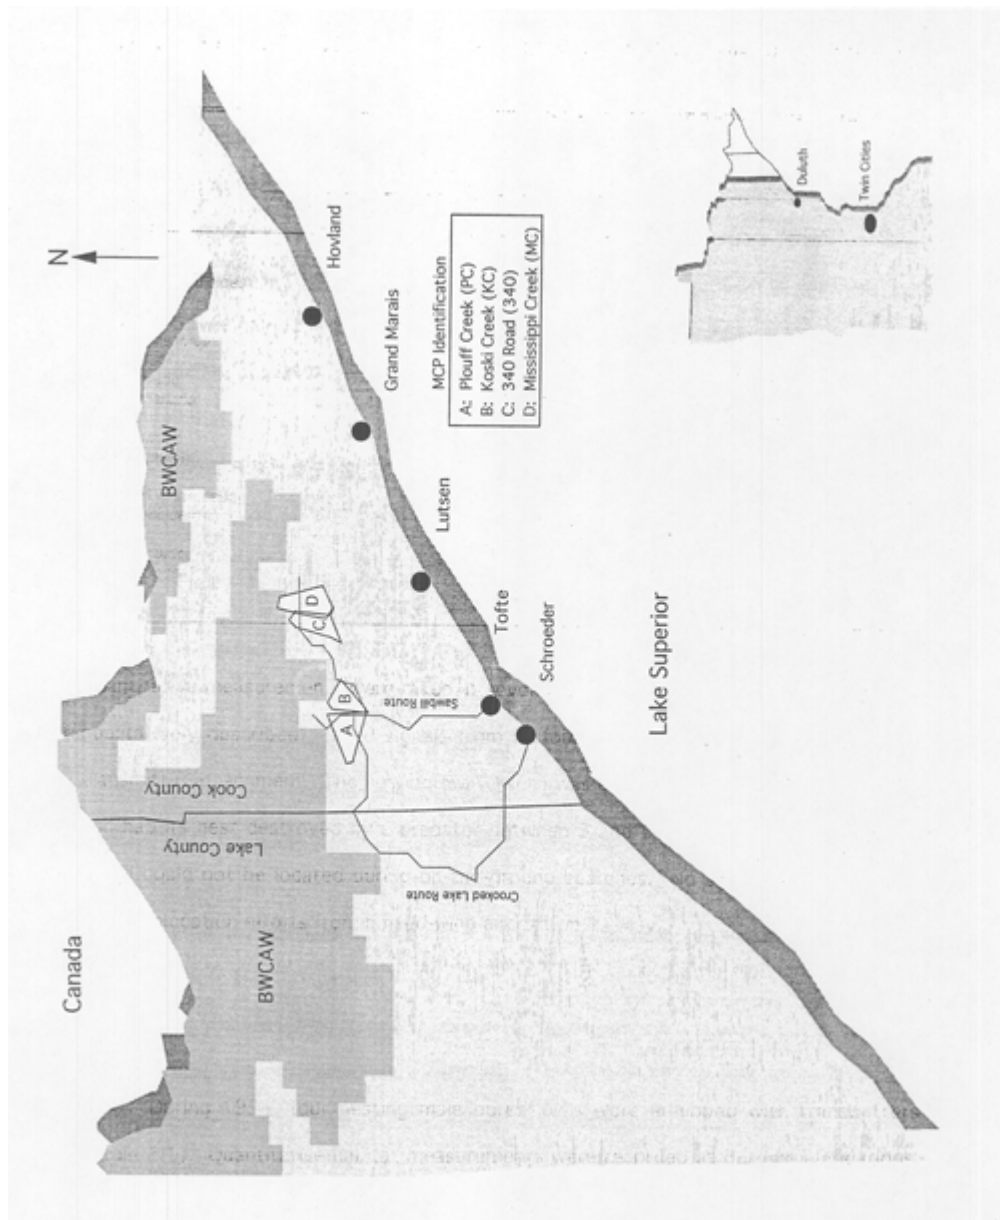 N
Canada
BWCAW
BWCAW
Lake County
Cook County
Crooked Lake Route
Sawbill Route
A
B
C
D
Schroeder
Tofte
Lutsen
Grand Marais
Hovland
Lake Superior
MCP Identification
A: Plouff Creek (PC)
B: Koski Creek (KC)
C: 340 Road (340)
D: Mississippi Creek (MC)
Duluth
Twin Cities